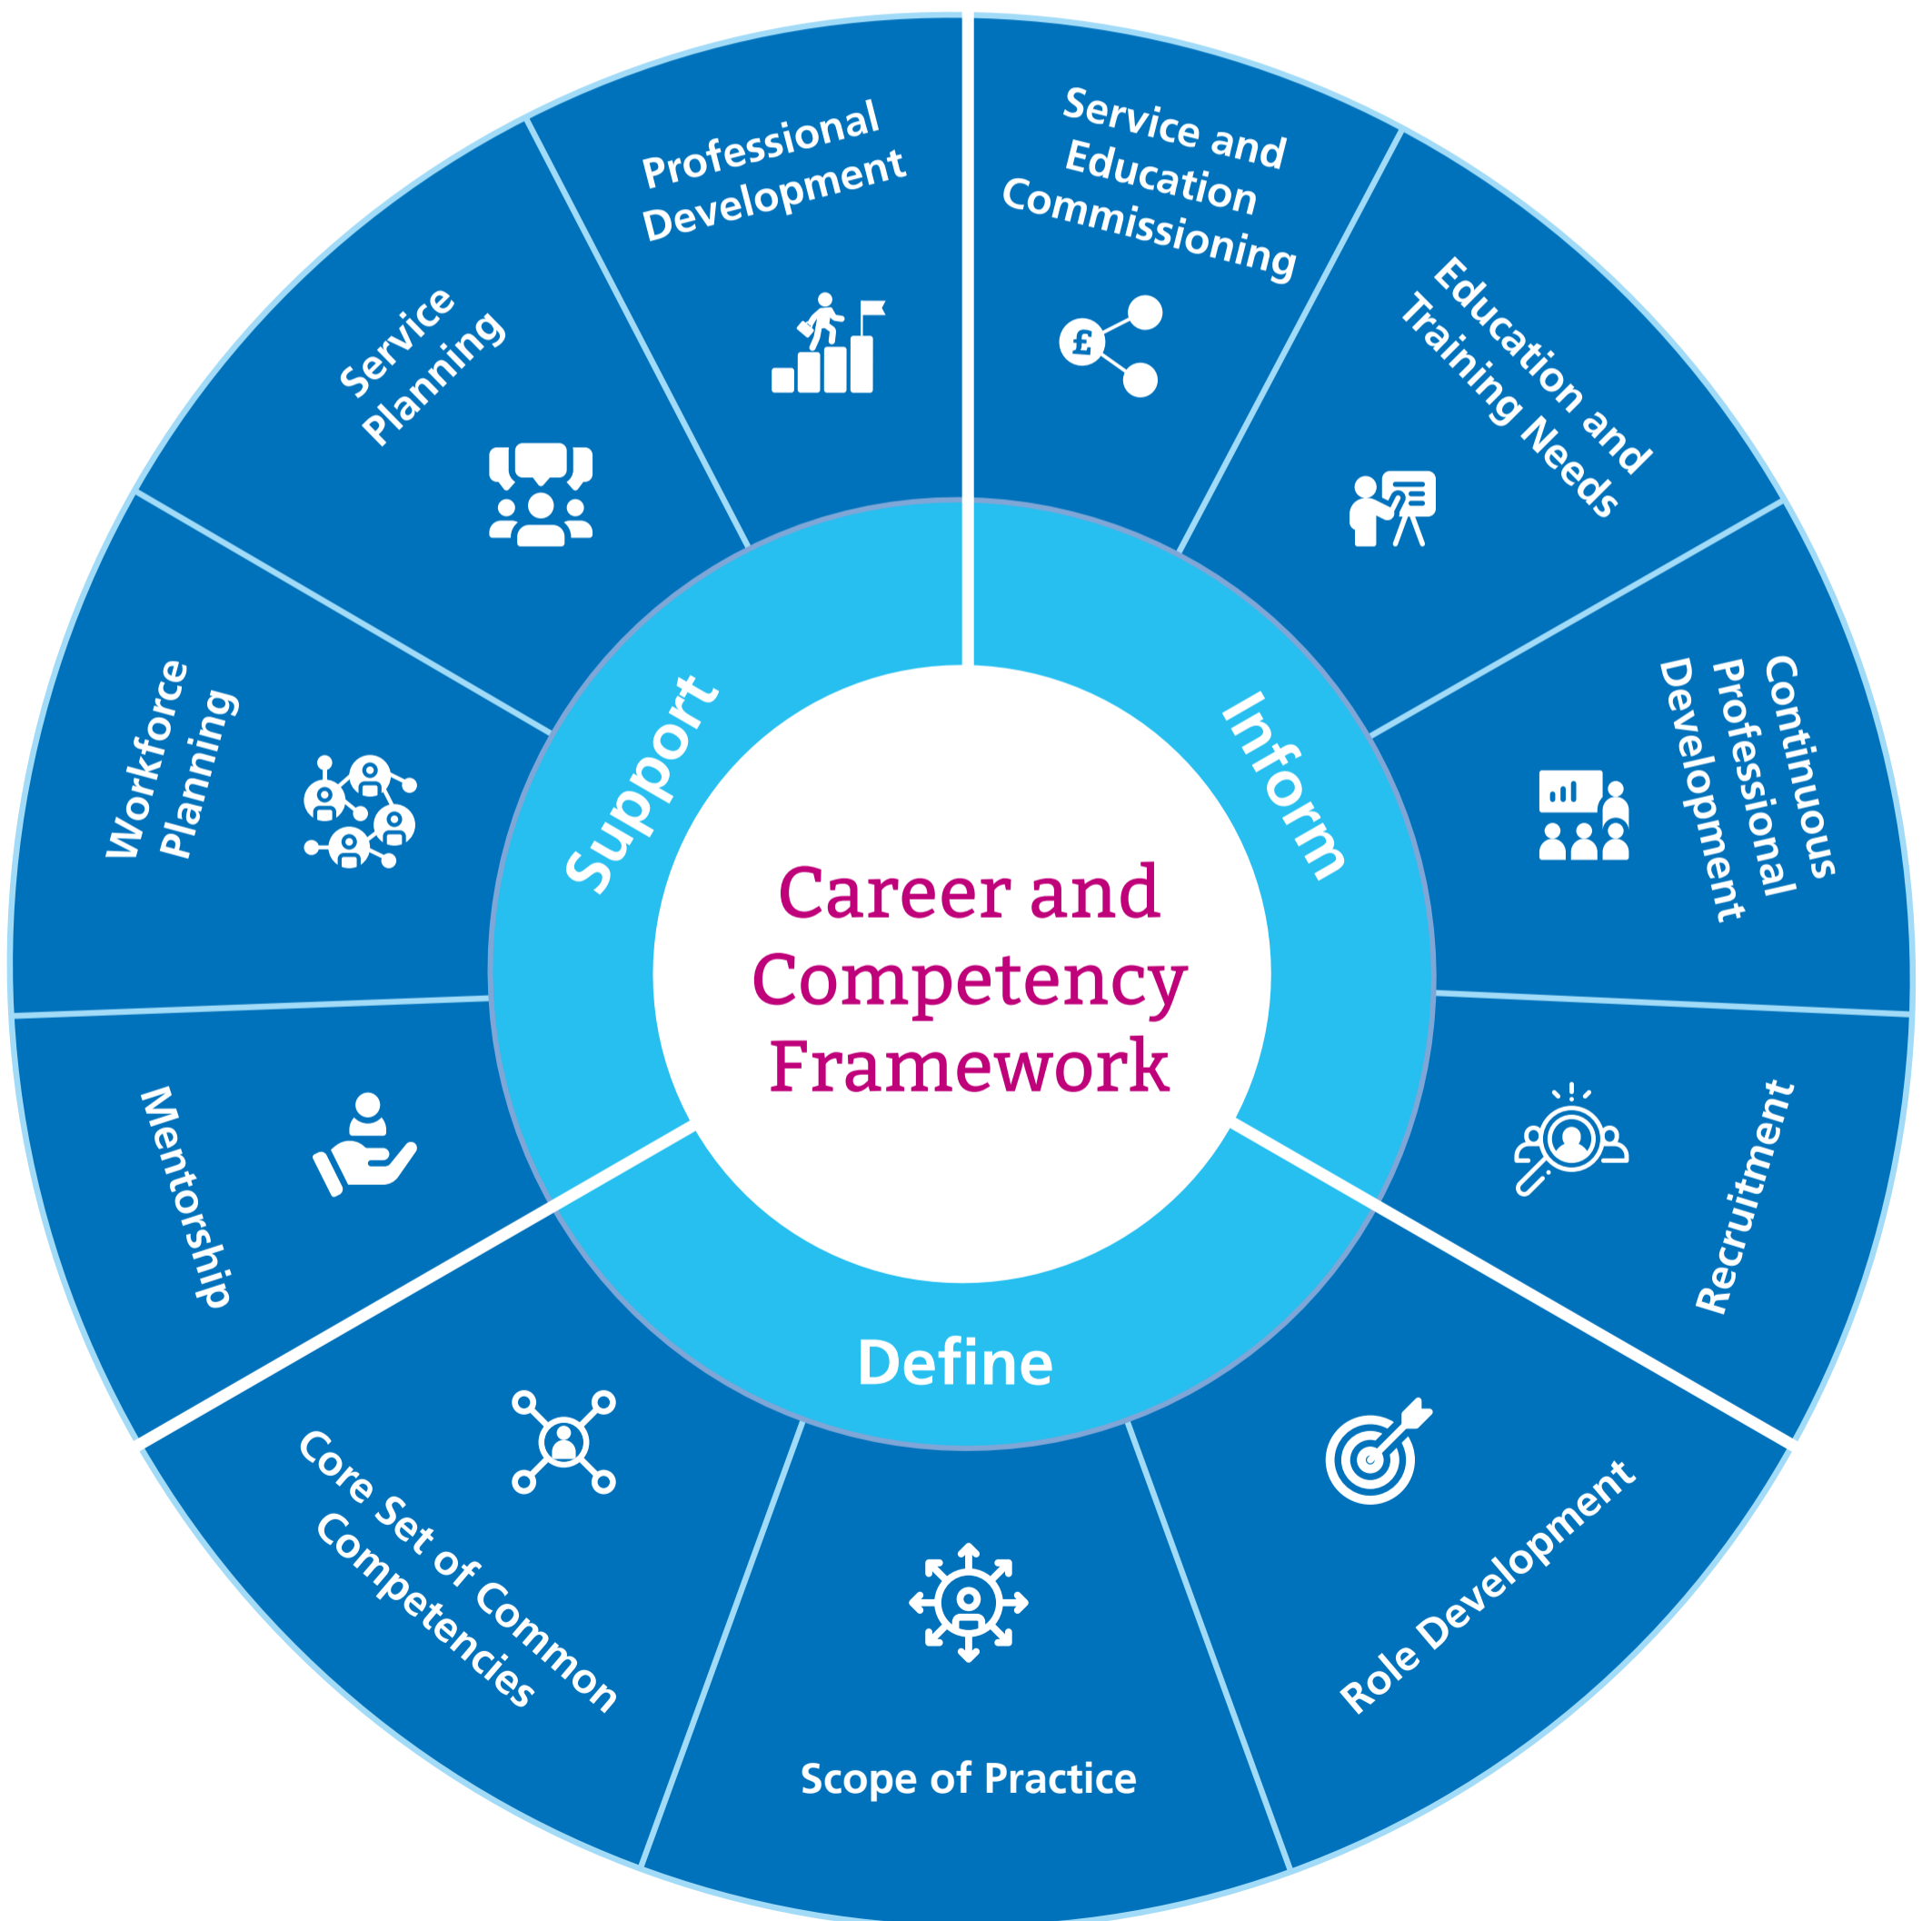 Career and
Competency
Framework
Support
Inform
Define
Professional
Development
Service and
Education
Commissioning
£
Education and
Training Needs
Continuous
Professional
Development
Recruitment
Role Development
Scope of Practice
Core Set of Common
Competencies
Mentorship
Workforce
Planning
Service
Planning